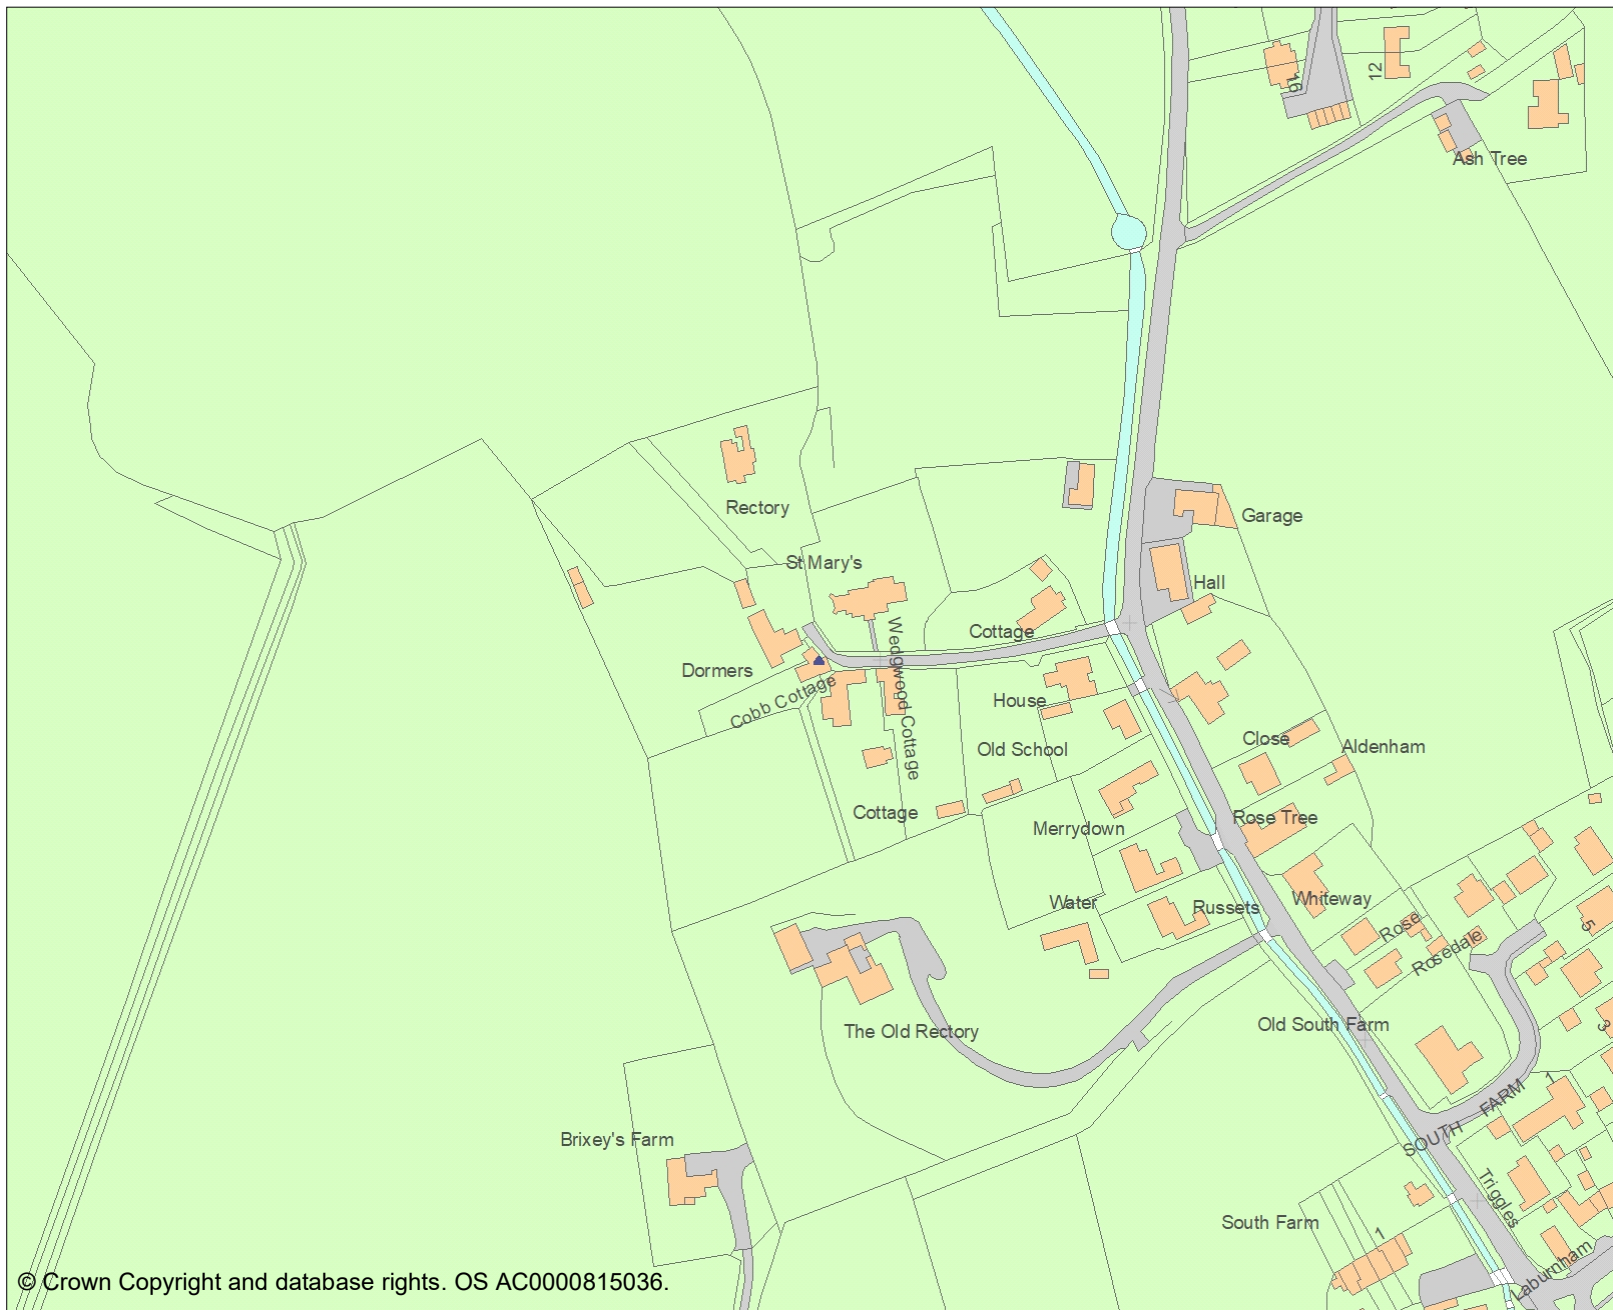 16
12
Ash Tree
Rectory
Garage
St Mary's
Hall
Cottage
Wedgwood Cottage
Dormers
Cobb Cottage
House
Old School
Close
Aldenham
Cottage
Merrydown
Rose Tree
Water
Russets
Whiteway
Rose
Rosedale
5
The Old Rectory
Old South Farm
3
SOUTH FARM
1
Brixey's Farm
Triggles
South Farm
1
Laburnham
© Crown Copyright and database rights. OS AC0000815036.